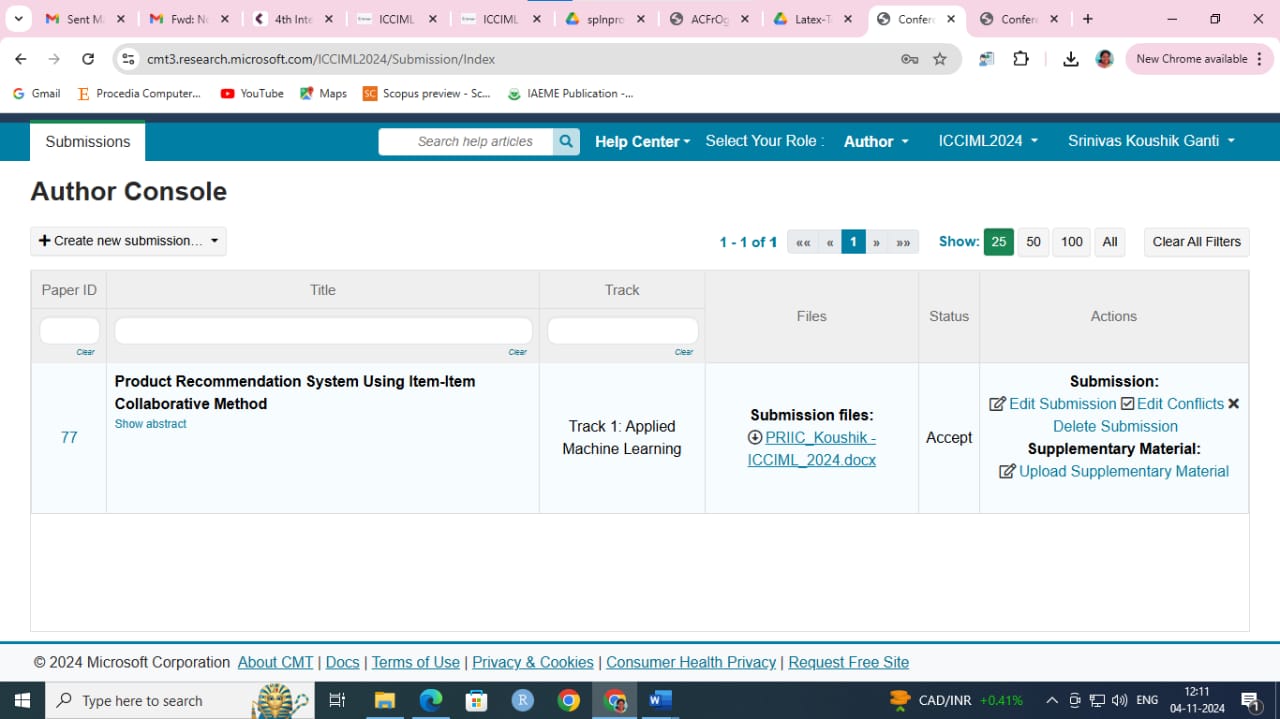 Sent M
Fwd: N
4th Inte
ICCIML
ICCIML
spInpro
ACFrOg
Latex-T
Confere
Confere
cmt3.research.microsoft.com/ICCIML2024/Submission/Index
New Chrome available
Gmail
Procedia Computer...
YouTube
Maps
SC Scopus preview - Sc...
IAEME Publication -...
Submissions
Search help articles
Help Center
Select Your Role :
Author
ICCIML2024
Srinivas Koushik Ganti
Author Console
+ Create new submission...
1 - 1 of 1
«« « 1 » »»
Show: 25 50 100 All
Clear All Filters
Paper ID
Title
Track
Files
Status
Actions
Clear
Clear
Clear
77
Product Recommendation System Using Item-Item
Collaborative Method
Show abstract
Track 1: Applied
Machine Learning
Submission files:
PRIIC_Koushik -
ICCIML_2024.docx
Accept
Submission:
Edit Submission Edit Conflicts
Delete Submission
Supplementary Material:
Upload Supplementary Material
© 2024 Microsoft Corporation About CMT | Docs | Terms of Use | Privacy & Cookies | Consumer Health Privacy | Request Free Site
Type here to search
R
W
CAD/INR +0.41%
ENG
12:11
04-11-2024
1